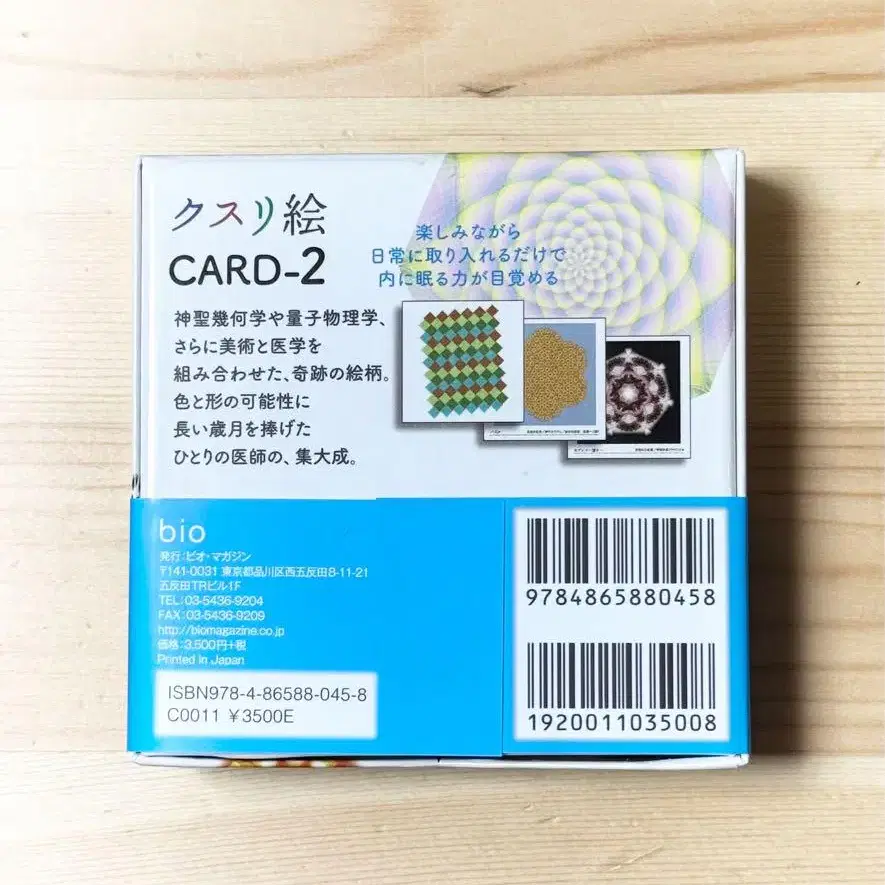 クスリ絵
CARD-2
楽しみながら
日常に取り入れるだけで
内に眠る力が目覚める
神聖幾何学や量子物理学、
さらに美術と医学を
組み合わせた、奇跡の絵柄。
色と形の可能性に
長い歳月を捧げた
ひとりの医師の、集大成。
bio
発行:ビオ・マガジン
〒141-0031 東京都品川区西五反田8-11-21
五反田TRビル1F
TEL:03-5436-9204
FAX:03-5436-9209
http://biomagazine.co.jp
価格:3,500円+税
Printed in Japan
ISBN978-4-86588-045-8
C0011 ¥3500E
9784865880458
1920011035008